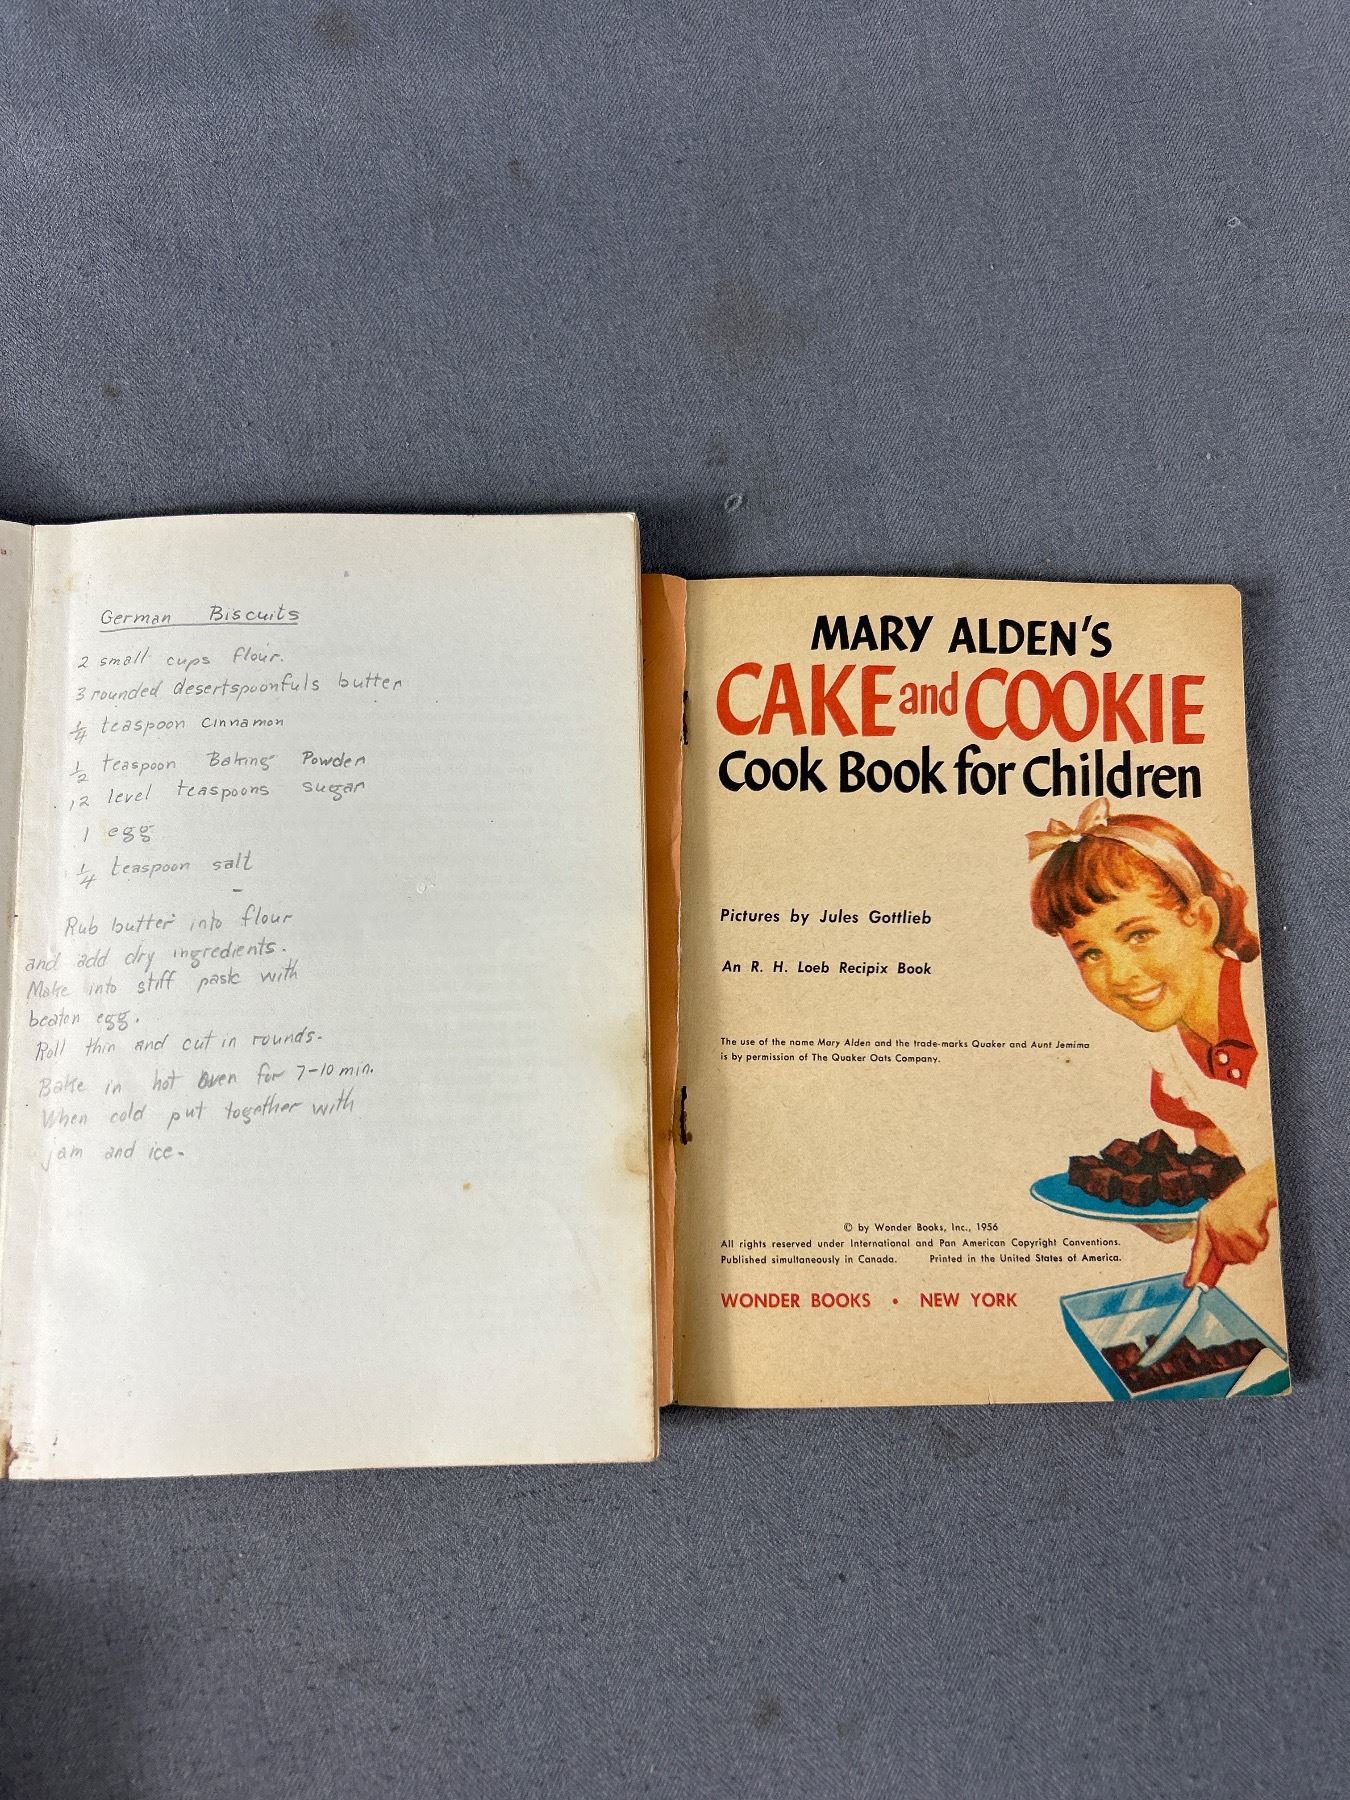 German Biscuits
2 small cups flour.
3 rounded desertspoonfuls butter
1/4 teaspoon cinnamon
1/2 teaspoon Baking Powder
12 level teaspoons sugar
1 egg
1/4 teaspoon salt
Rub butter into flour
and add dry ingredients.
Make into stiff paste with
beaten egg.
Roll thin and cut in rounds.
Bake in hot oven for 7-10 min.
When cold put together with
jam and ice.
MARY ALDEN'S
CAKE and COOKIE
Cook Book for Children
Pictures by Jules Gottlieb
An R. H. Loeb Recipix Book
The use of the name Mary Alden and the trade-marks Quaker and Aunt Jemima
is by permission of The Quaker Oats Company.
© by Wonder Books, Inc., 1956
All rights reserved under International and Pan American Copyright Conventions.
Published simultaneously in Canada. Printed in the United States of America.
WONDER BOOKS • NEW YORK